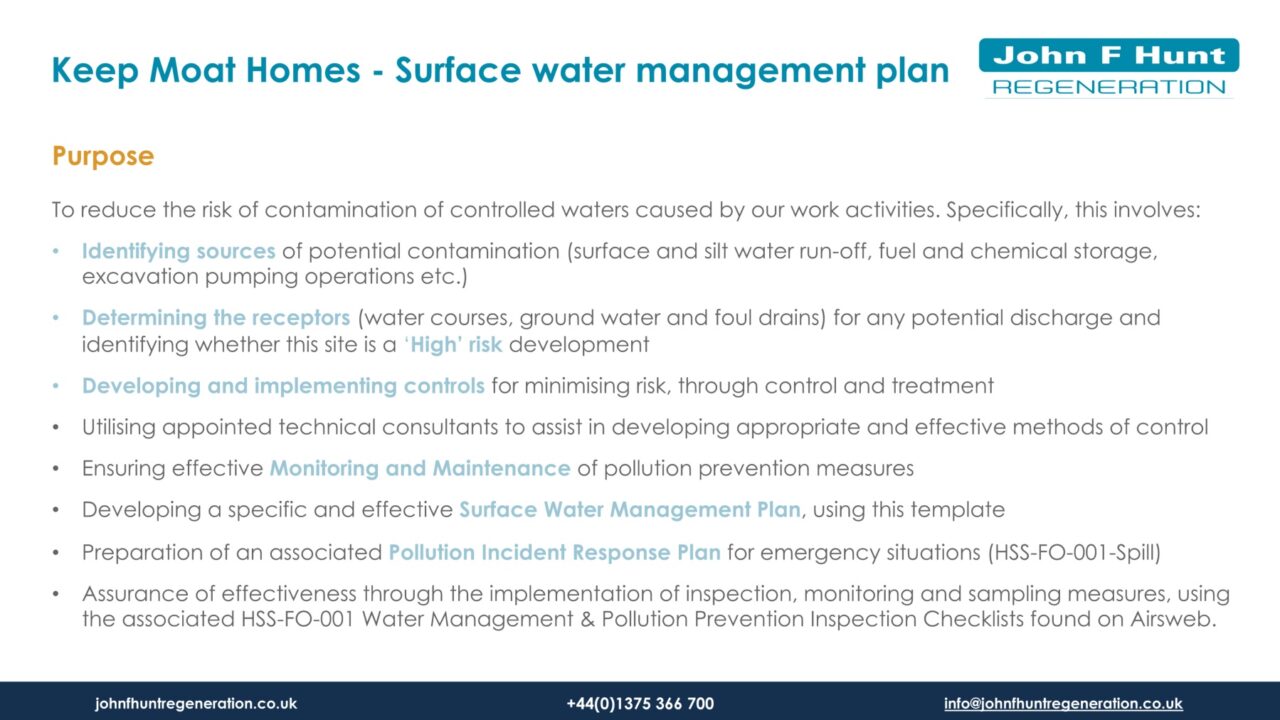 Keep Moat Homes - Surface water management plan
John F Hunt
REGENERATION
Purpose
To reduce the risk of contamination of controlled waters caused by our work activities. Specifically, this involves:
• Identifying sources of potential contamination (surface and silt water run-off, fuel and chemical storage,
excavation pumping operations etc.)
• Determining the receptors (water courses, ground water and foul drains) for any potential discharge and
identifying whether this site is a ‘High’ risk development
• Developing and implementing controls for minimising risk, through control and treatment
• Utilising appointed technical consultants to assist in developing appropriate and effective methods of control
• Ensuring effective Monitoring and Maintenance of pollution prevention measures
• Developing a specific and effective Surface Water Management Plan, using this template
• Preparation of an associated Pollution Incident Response Plan for emergency situations (HSS-FO-001-Spill)
• Assurance of effectiveness through the implementation of inspection, monitoring and sampling measures, using
the associated HSS-FO-001 Water Management & Pollution Prevention Inspection Checklists found on Airsweb.
johnfhuntregeneration.co.uk
+44(0)1375 366 700
info@johnfhuntregeneration.co.uk